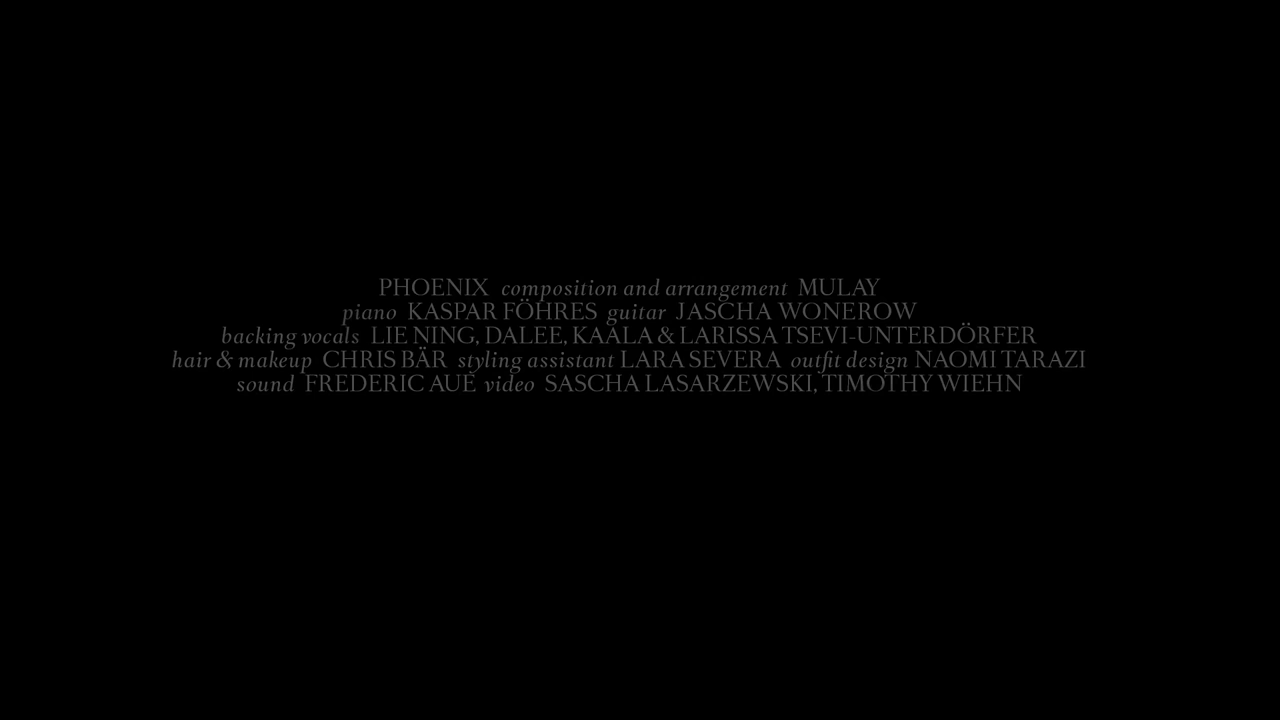 PHOENIX composition and arrangement MULAY
piano KASPAR FÖHRES guitar JASCHA WONEROW
backing vocals LIE NING, DALEE, KAALA & LARISSA TSEVI-UNTERDÖRFER
hair & makeup CHRIS BÄR styling assistant LARA SEVERA outfit design NAOMI TARAZI
sound FREDERIC AUE video SASCHA LASARZEWSKI, TIMOTHY WIEHN